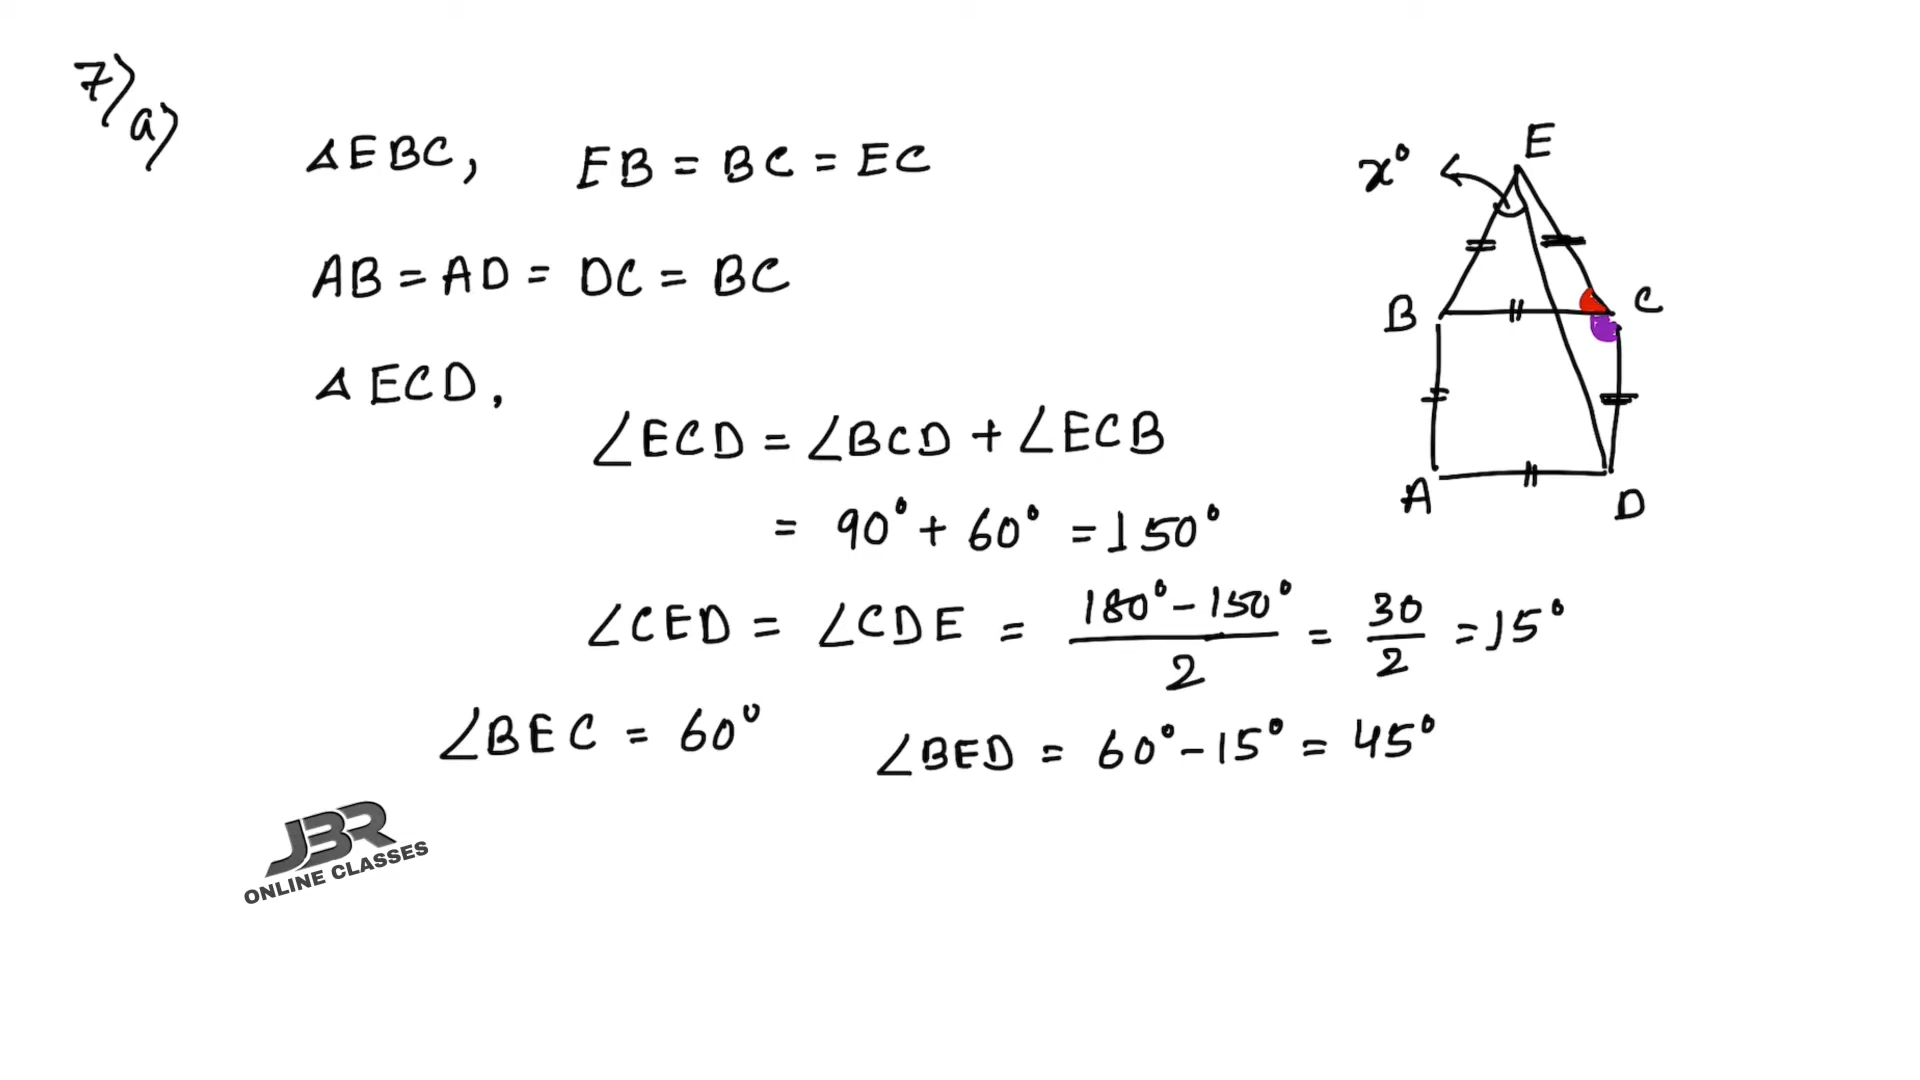 7)
a)
∆EBC, EB = BC = EC
AB = AD = DC = BC
∆ECD,
∠ECD = ∠BCD + ∠ECB
= 90° + 60° = 150°
∠CED = ∠CDE = (180° - 150°)/2 = 30/2 = 15°
∠BEC = 60°
∠BED = 60° - 15° = 45°
x°
E
B
C
A
D
JBR
ONLINE CLASSES